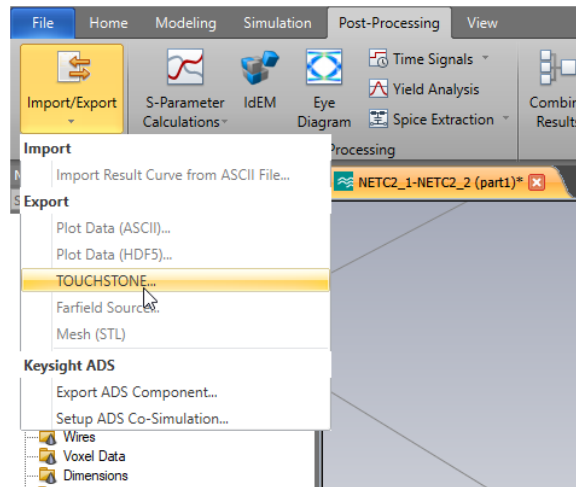 File Home Modeling Simulation Post-Processing View
Import/Export
S-Parameter
Calculations
IdEM
Eye
Diagram
Time Signals
Yield Analysis
Spice Extraction
Combin
Results
Import
Processing
Import Result Curve from ASCII File...
NETC2_1-NETC2_2 (part1)*
Export
Plot Data (ASCII)...
Plot Data (HDF5)...
TOUCHSTONE...
Farfield Source...
Mesh (STL)
Keysight ADS
Export ADS Component...
Setup ADS Co-Simulation...
Wires
Voxel Data
Dimensions